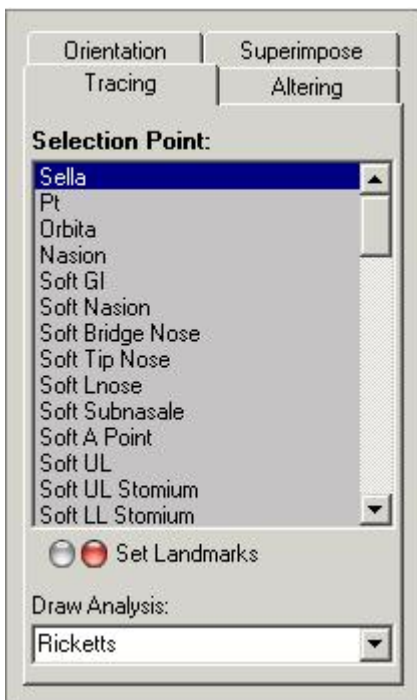 Orientation Superimpose
Tracing Altering
Selection Point:
Sella
Pt
Orbita
Nasion
Soft Gl
Soft Nasion
Soft Bridge Nose
Soft Tip Nose
Soft Lnose
Soft Subnasale
Soft A Point
Soft UL
Soft UL Stomium
Soft LL Stomium
Set Landmarks
Draw Analysis:
Ricketts